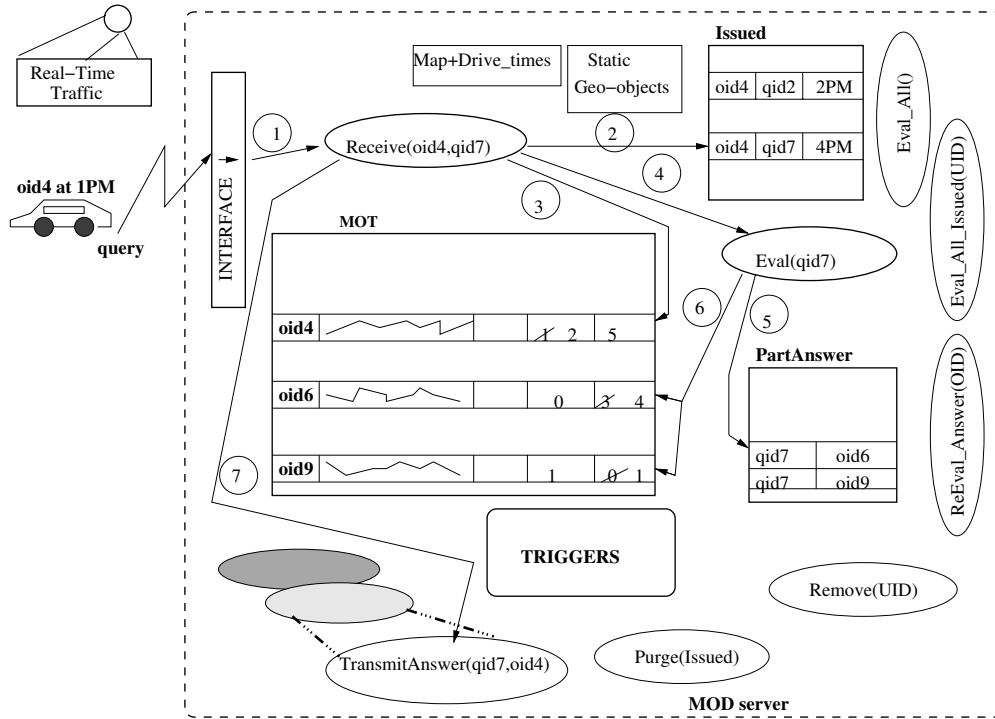 Real−Time
Traffic
oid4 at 1PM
query
INTERFACE
1
Receive(oid4,qid7)
Map+Drive_times
Static
Geo−objects
2
Issued
oid4 qid2 2PM
oid4 qid7 4PM
Eval_All()
Eval_All_Issued(UID)
ReEval_Answer(OID)
3
4
MOT
oid4 1 2 5
oid6 0 3 4
oid9 1 0 1
Eval(qid7)
6
5
PartAnswer
qid7 oid6
qid7 oid9
7
TRIGGERS
Remove(UID)
Purge(Issued)
TransmitAnswer(qid7,oid4)
MOD server